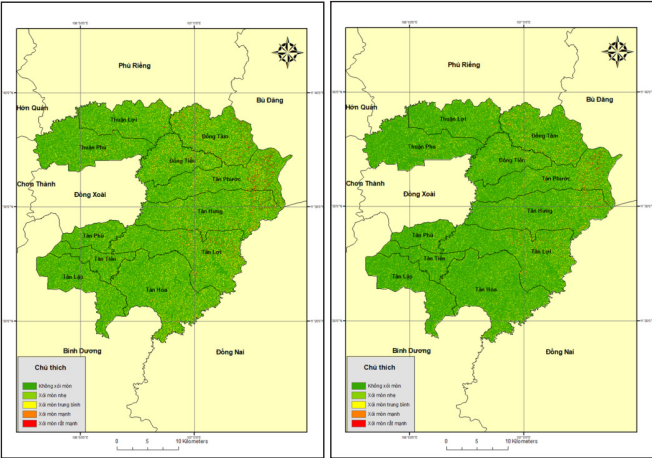 Phú Riềng
Bù Đăng
Hớn Quản
Thuận Lợi
Đồng Tâm
Thuận Phú
Đồng Tiến
Tân Phước
Chơn Thành
Đồng Xoài
Tân Hưng
Tân Phú
Tân Lợi
Tân Tiến
Tân Lập
Tân Hòa
Bình Dương
Đồng Nai
Chú thích
Không xói mòn
Xói mòn nhẹ
Xói mòn trung bình
Xói mòn mạnh
Xói mòn rất mạnh
0 5 10 Kilometers
Phú Riềng
Bù Đăng
Hớn Quản
Thuận Lợi
Đồng Tâm
Thuận Phú
Đồng Tiến
Tân Phước
Chơn Thành
Đồng Xoài
Tân Hưng
Tân Phú
Tân Lợi
Tân Tiến
Tân Lập
Tân Hòa
Bình Dương
Đồng Nai
Chú thích
Không xói mòn
Xói mòn nhẹ
Xói mòn trung bình
Xói mòn mạnh
Xói mòn rất mạnh
0 5 10 Kilometers